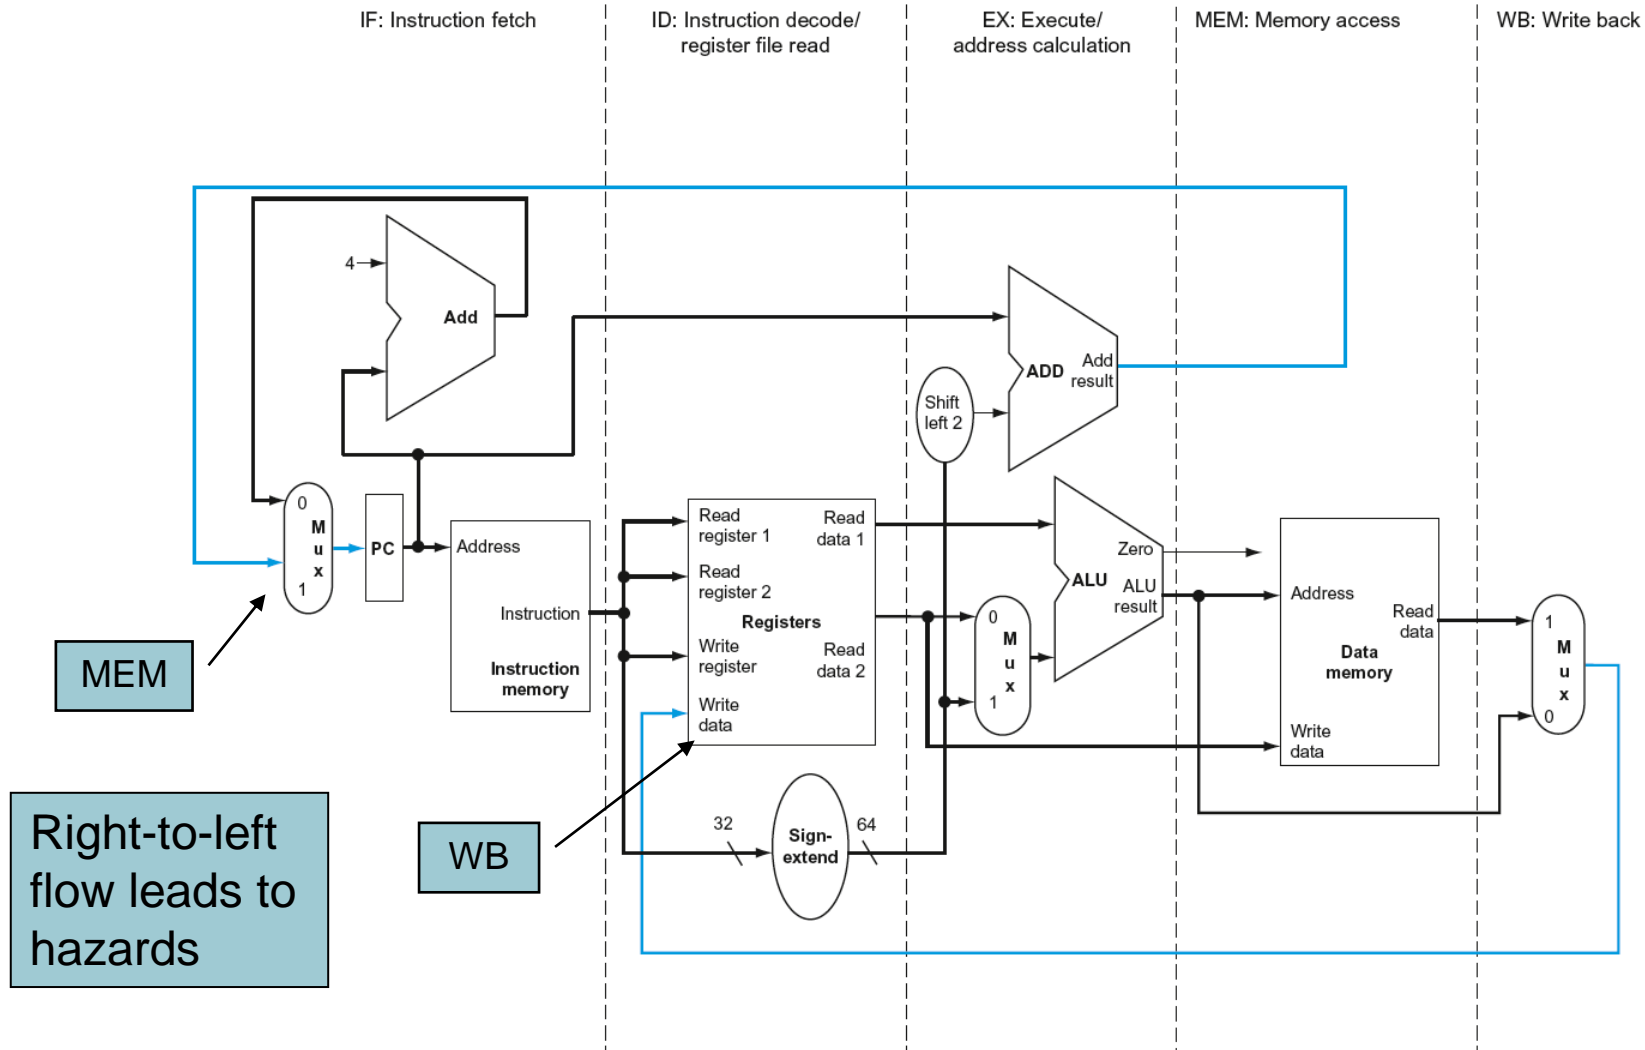 IF: Instruction fetch
ID: Instruction decode/
register file read
EX: Execute/
address calculation
MEM: Memory access
WB: Write back
4
Add
ADD
Add
result
Shift
left 2
0
M
u
x
1
PC
Address
Instruction
Instruction
memory
Read
register 1
Read
register 2
Write
register
Write
data
Registers
Read
data 1
Read
data 2
0
M
u
x
1
Zero
ALU
ALU
result
Address
Read
data
Data
memory
Write
data
1
M
u
x
0
MEM
WB
32
Sign-
extend
64
Right-to-left
flow leads to
hazards